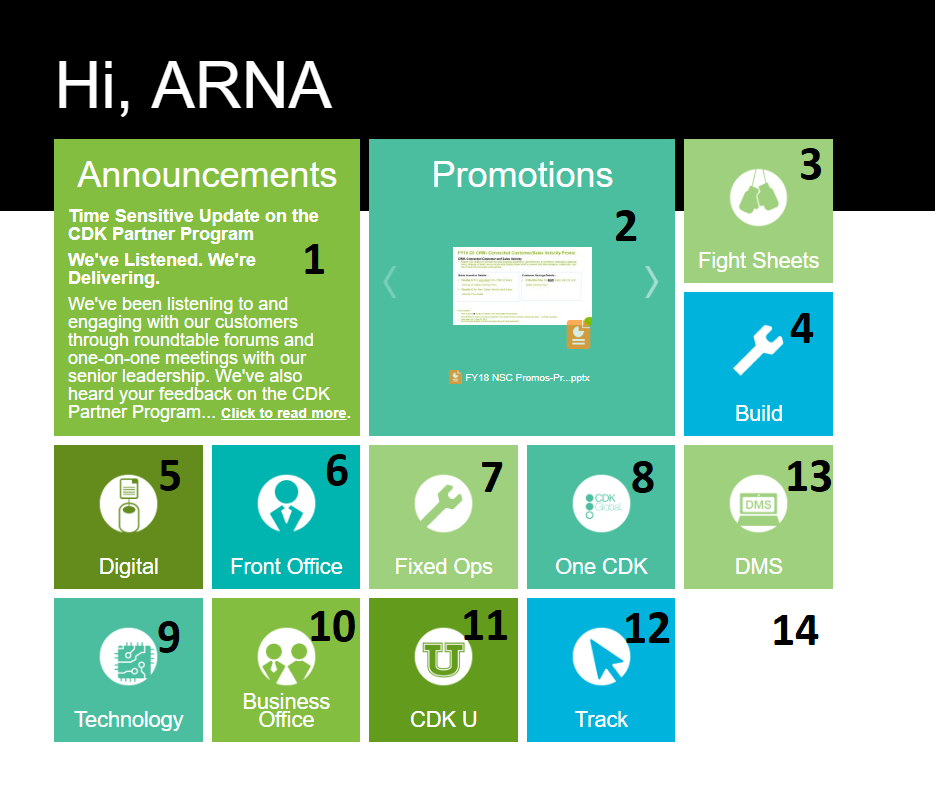 Hi, ARNA
Announcements
Time Sensitive Update on the
CDK Partner Program
We've Listened. We're
Delivering.
1
We've been listening to and
engaging with our customers
through roundtable forums and
one-on-one meetings with our
senior leadership. We've also
heard your feedback on the CDK
Partner Program... Click to read more.
Promotions
2
FY18 NSC Promos-Pr...pptx
3
Fight Sheets
4
Build
5
Digital
6
Front Office
7
Fixed Ops
8
CDK
Global.
One CDK
13
DMS
DMS
9
Technology
10
Business
Office
11
U
CDK U
12
Track
14